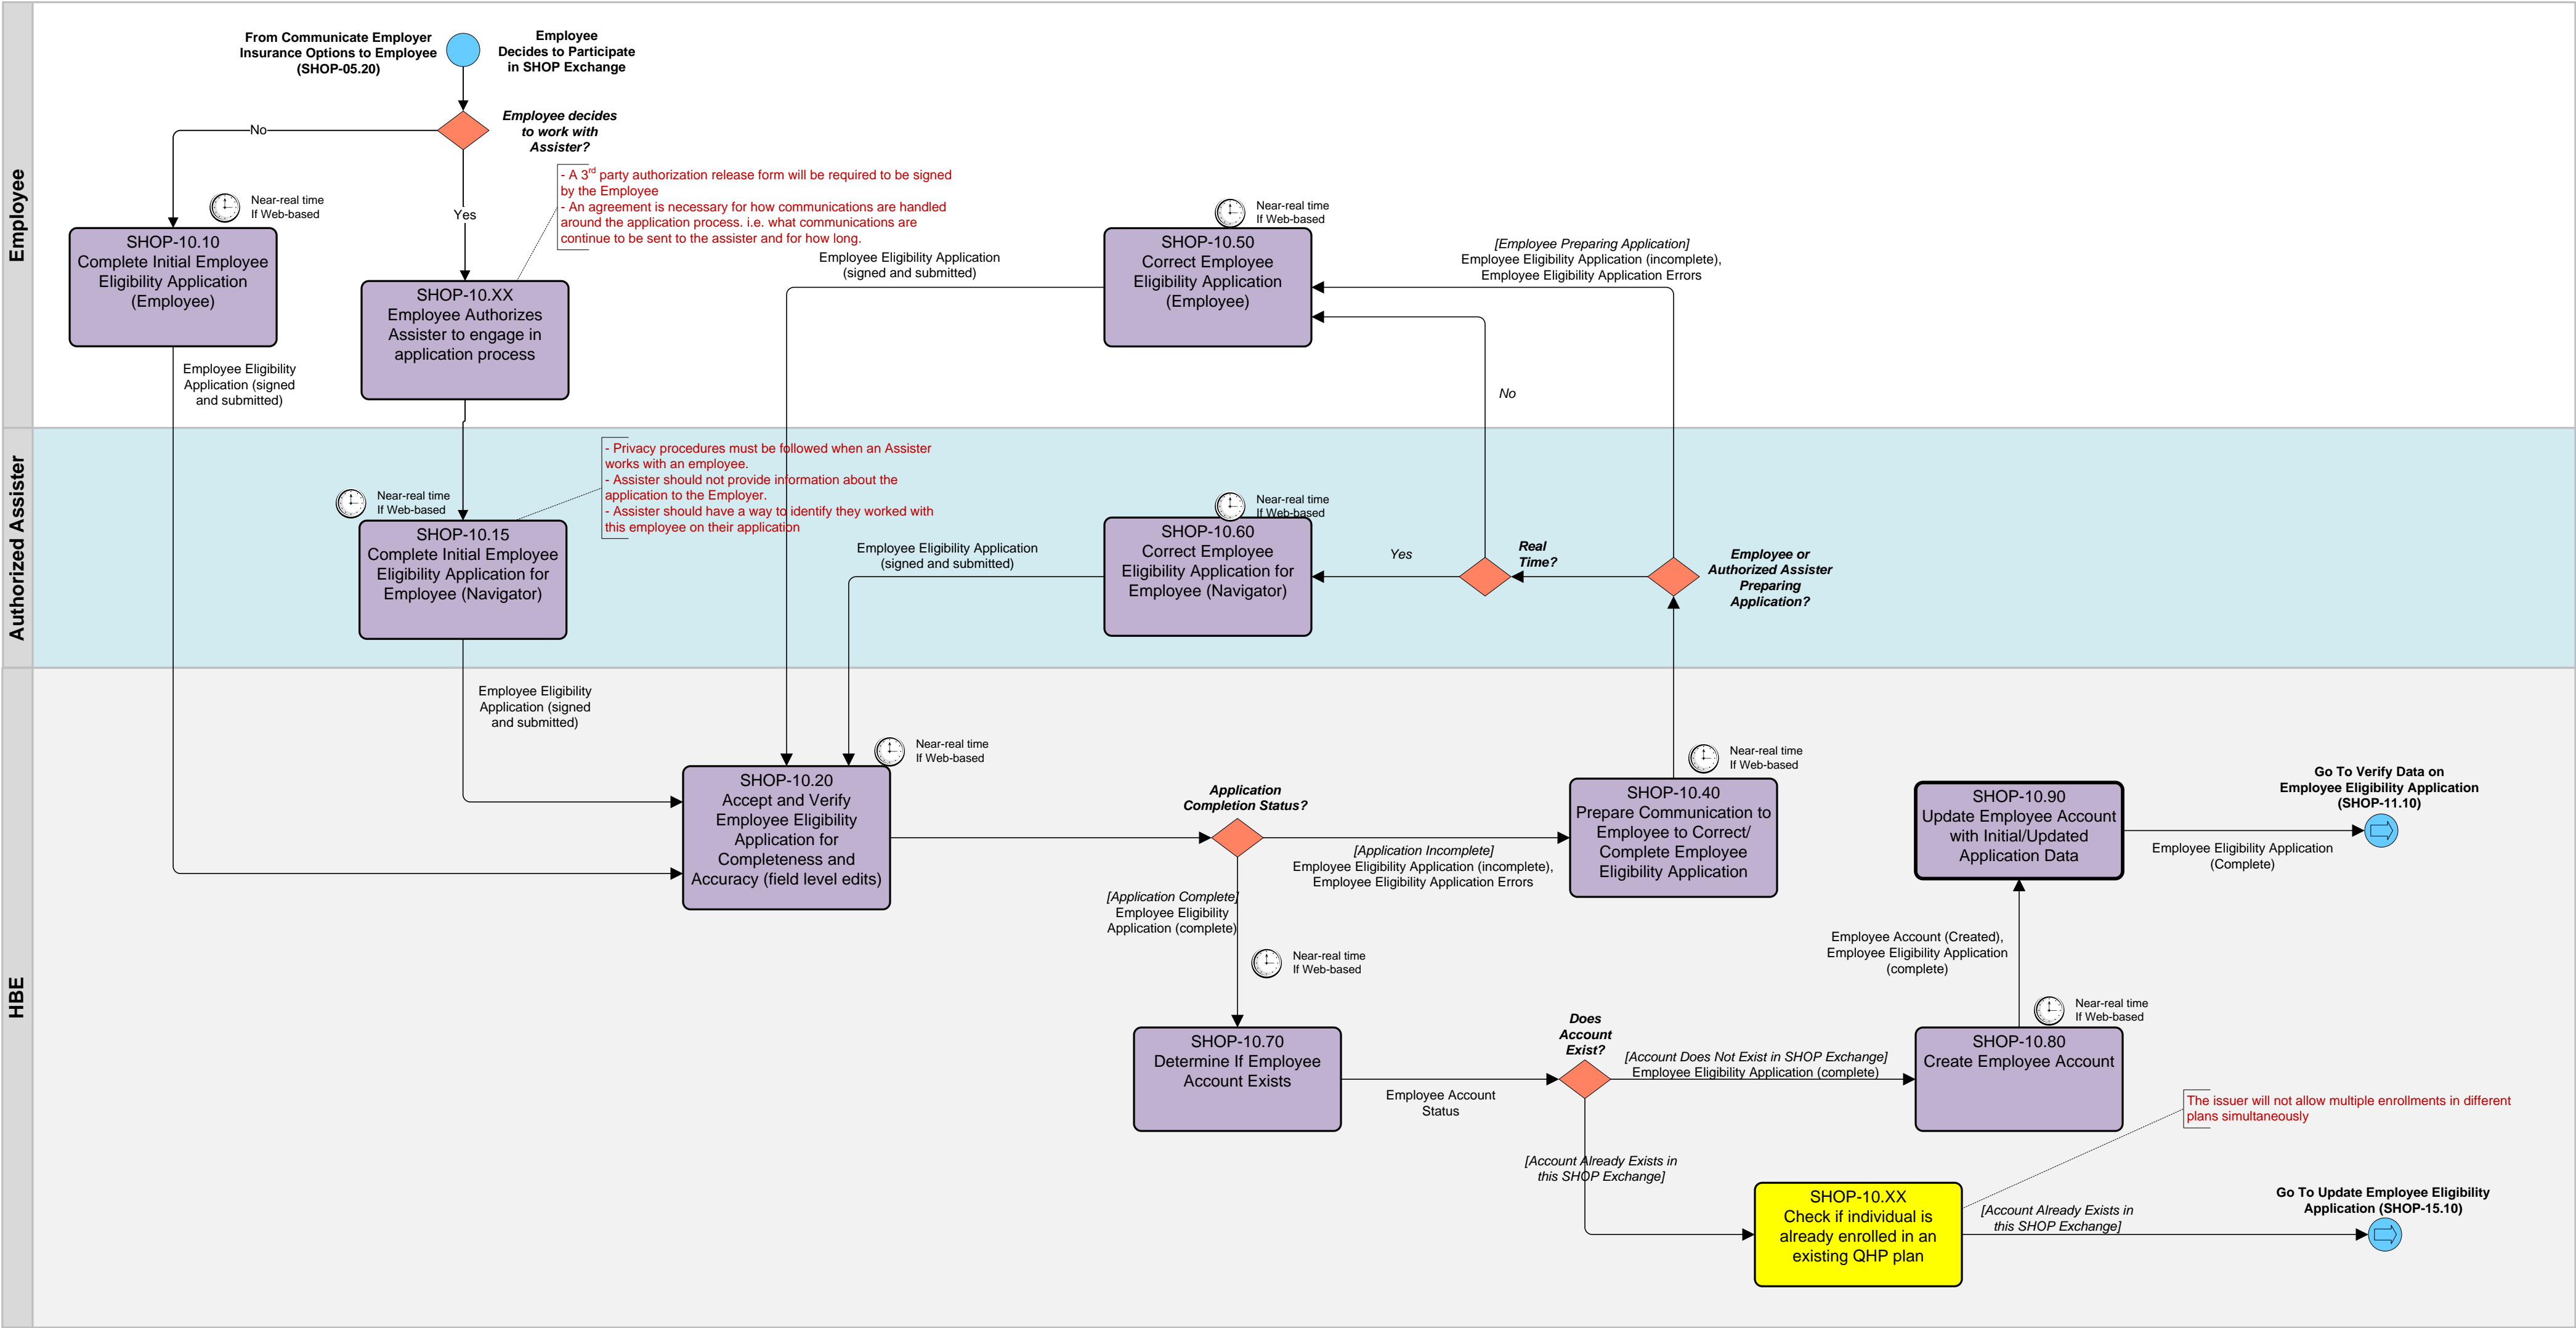 Employee
From Communicate Employer
Insurance Options to Employee
(SHOP-05.20)
Employee
Decides to Participate
in SHOP Exchange
Employee decides
to work with
Assister?
No
Yes
- A 3rd party authorization release form will be required to be signed
by the Employee
- An agreement is necessary for how communications are handled
around the application process. i.e. what communications are
continue to be sent to the assister and for how long.
Near-real time
If Web-based
SHOP-10.10
Complete Initial Employee
Eligibility Application
(Employee)
SHOP-10.XX
Employee Authorizes
Assister to engage in
application process
Employee Eligibility
Application (signed
and submitted)
Employee Eligibility Application
(signed and submitted)
Near-real time
If Web-based
SHOP-10.50
Correct Employee
Eligibility Application
(Employee)
[Employee Preparing Application]
Employee Eligibility Application (incomplete),
Employee Eligibility Application Errors
No
Authorized Assister
- Privacy procedures must be followed when an Assister
works with an employee.
- Assister should not provide information about the
application to the Employer.
- Assister should have a way to identify they worked with
this employee on their application
Near-real time
If Web-based
SHOP-10.15
Complete Initial Employee
Eligibility Application for
Employee (Navigator)
Employee Eligibility Application
(signed and submitted)
Near-real time
If Web-based
SHOP-10.60
Correct Employee
Eligibility Application for
Employee (Navigator)
Yes
Real
Time?
Employee or
Authorized Assister
Preparing
Application?
HBE
Employee Eligibility
Application (signed
and submitted)
Near-real time
If Web-based
SHOP-10.20
Accept and Verify
Employee Eligibility
Application for
Completeness and
Accuracy (field level edits)
Application
Completion Status?
[Application Incomplete]
Employee Eligibility Application (incomplete),
Employee Eligibility Application Errors
[Application Complete]
Employee Eligibility
Application (complete)
Near-real time
If Web-based
SHOP-10.40
Prepare Communication to
Employee to Correct/
Complete Employee
Eligibility Application
SHOP-10.90
Update Employee Account
with Initial/Updated
Application Data
Go To Verify Data on
Employee Eligibility Application
(SHOP-11.10)
Employee Eligibility Application
(Complete)
Employee Account (Created),
Employee Eligibility Application
(complete)
Near-real time
If Web-based
SHOP-10.70
Determine If Employee
Account Exists
Employee Account
Status
Does
Account
Exist?
[Account Does Not Exist in SHOP Exchange]
Employee Eligibility Application (complete)
Near-real time
If Web-based
SHOP-10.80
Create Employee Account
The issuer will not allow multiple enrollments in different
plans simultaneously
[Account Already Exists in
this SHOP Exchange]
SHOP-10.XX
Check if individual is
already enrolled in an
existing QHP plan
[Account Already Exists in
this SHOP Exchange]
Go To Update Employee Eligibility
Application (SHOP-15.10)